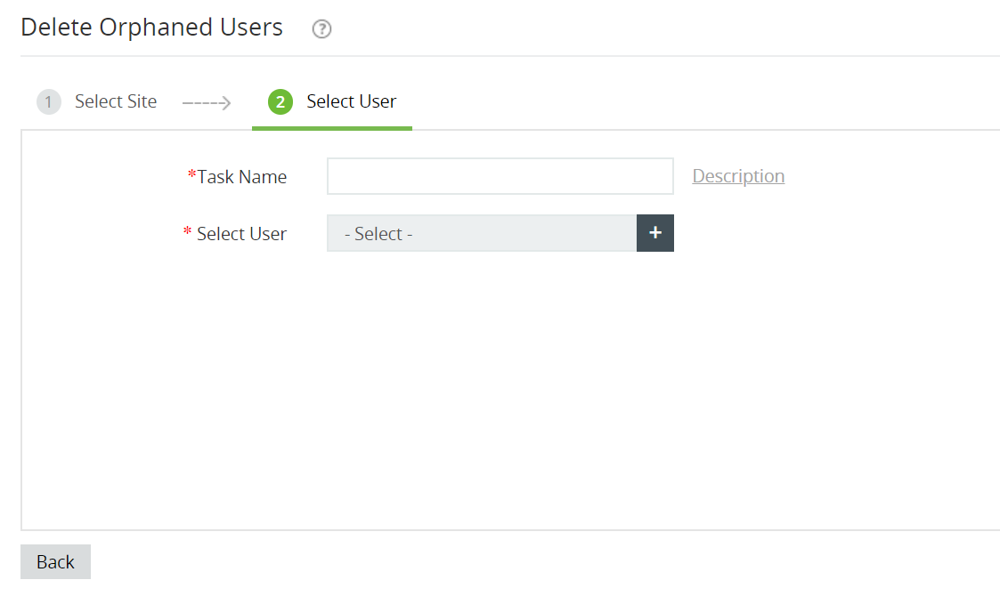 Delete Orphaned Users ?
1 Select Site 2 Select User
*Task Name Description
* Select User - Select - +
Back